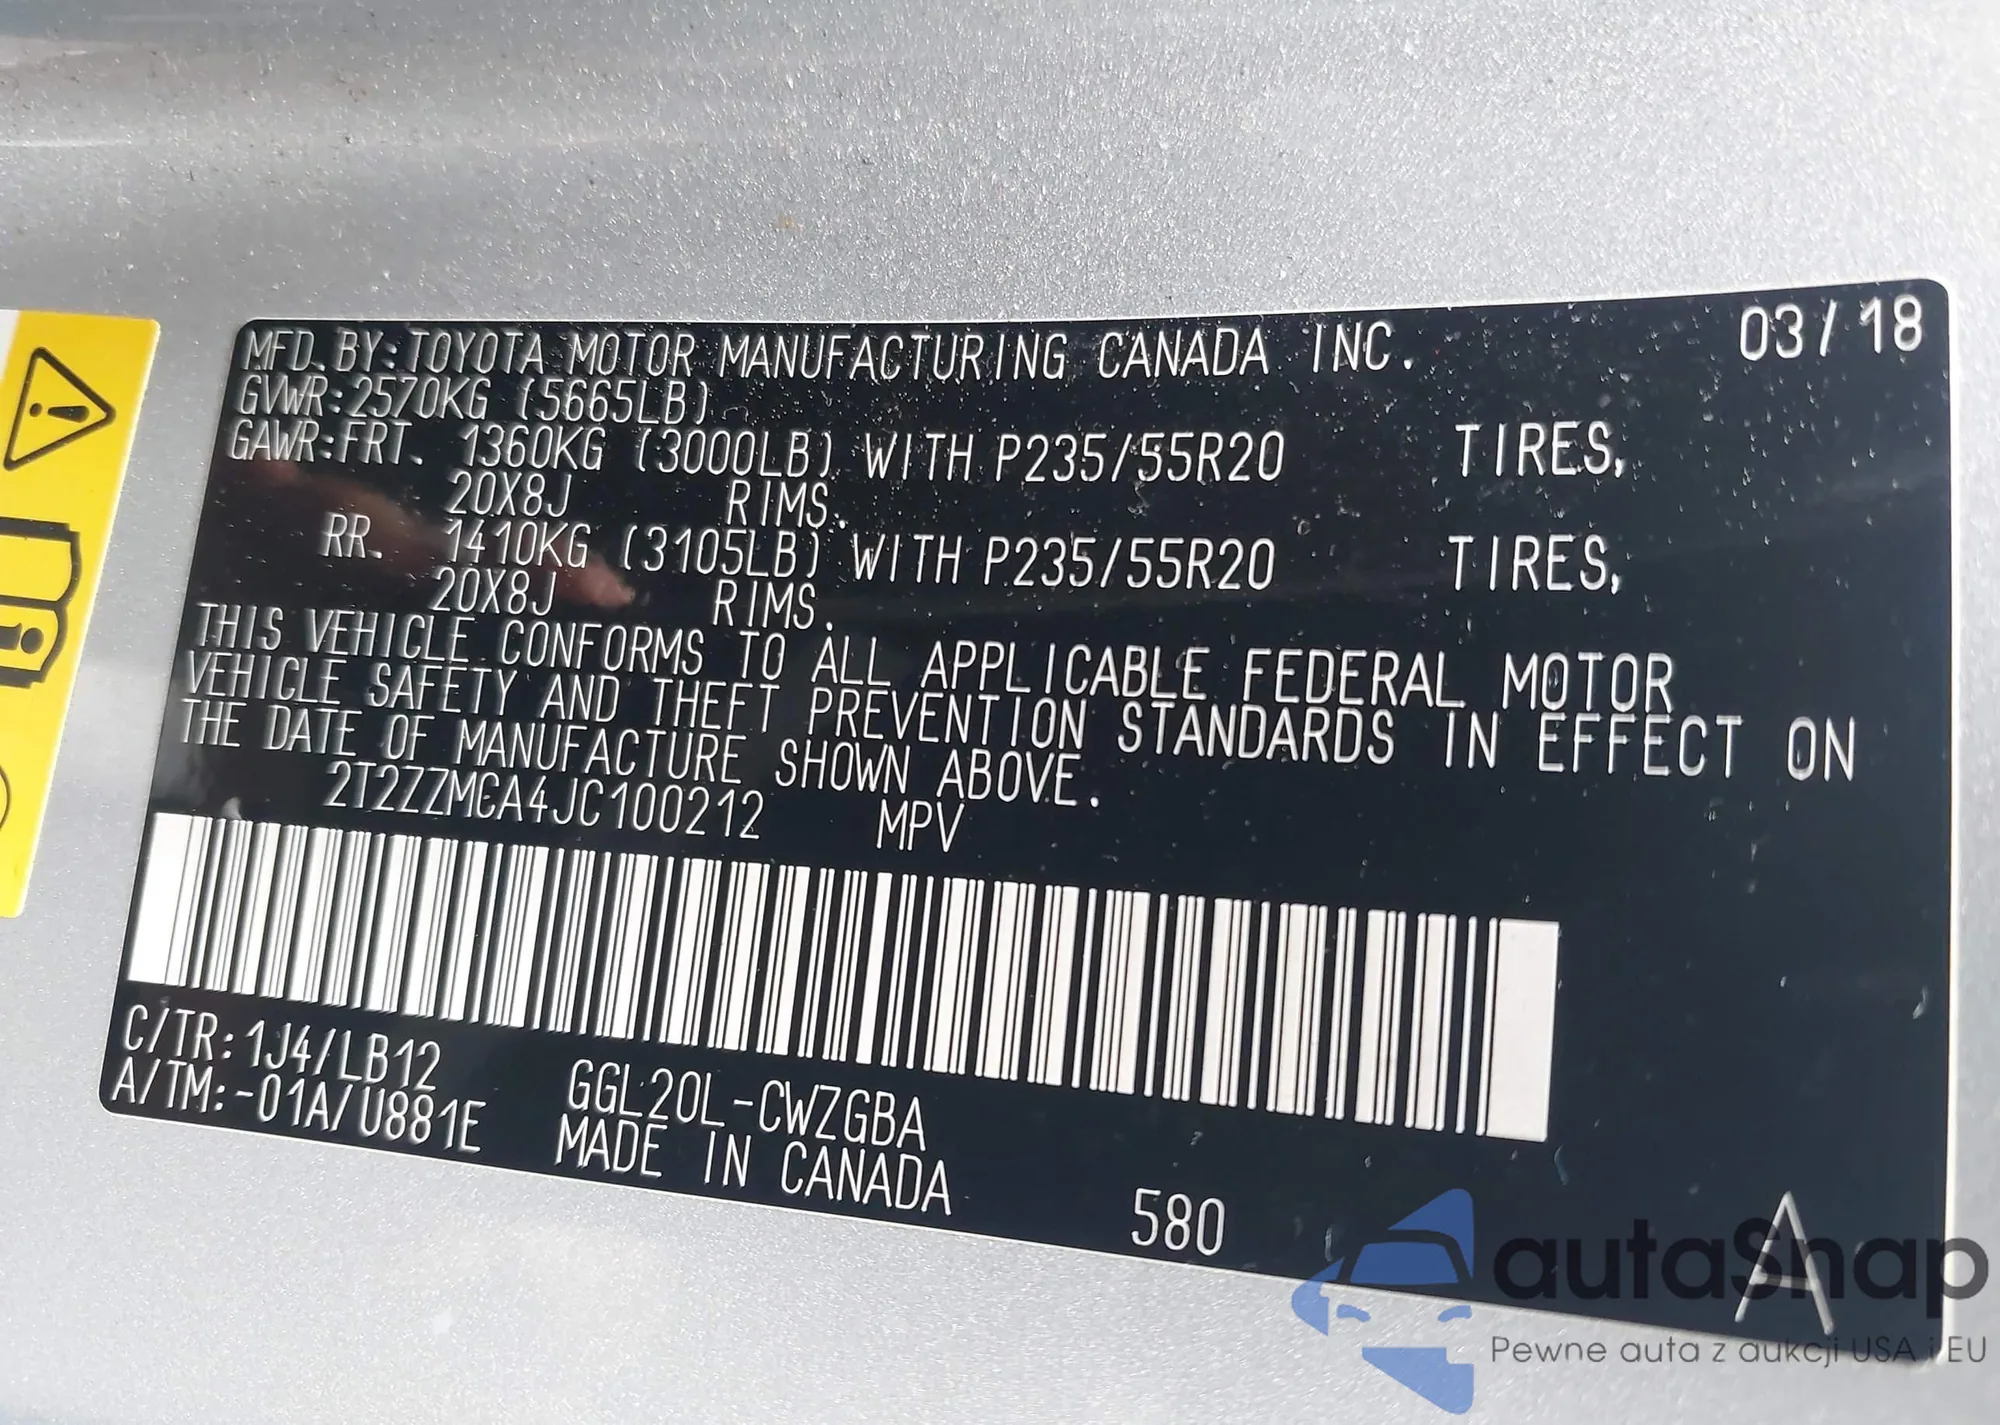 MFD. BY: TOYOTA MOTOR MANUFACTURING CANADA INC. 03/18
GVWR: 2570KG (5665LB)
GAWR: FRT. 1360KG (3000LB) WITH P235/55R20 TIRES,
20X8J RIMS.
RR. 1410KG (3105LB) WITH P235/55R20 TIRES,
20X8J RIMS.
THIS VEHICLE CONFORMS TO ALL APPLICABLE FEDERAL MOTOR
VEHICLE SAFETY AND THEFT PREVENTION STANDARDS IN EFFECT ON
THE DATE OF MANUFACTURE SHOWN ABOVE.
2T2ZZMCA4JC100212 MPV
C/TR: 1J4/LB12
A/TM: -01A/U881E
GGL20L-CWZGBA
MADE IN CANADA
580
A
autaSnap
Pewne auta z aukcji USA i EU